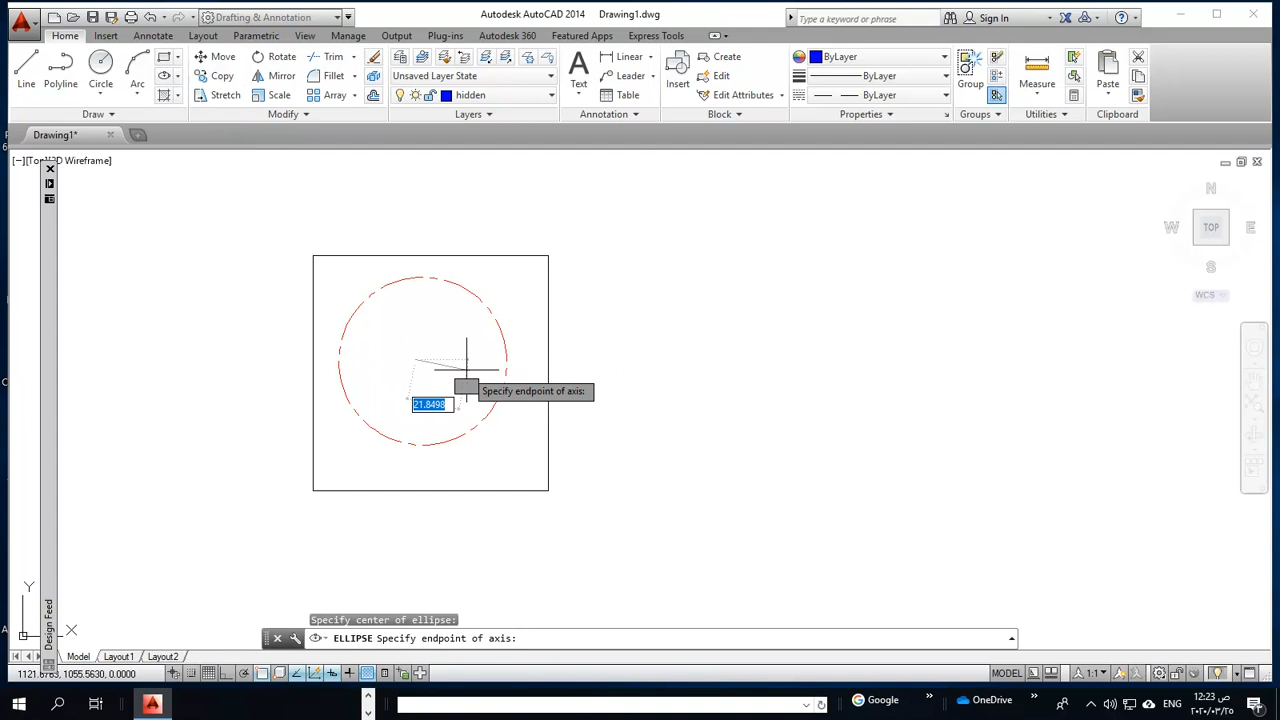 Drafting & Annotation
Autodesk AutoCAD 2014 Drawing1.dwg
Type a keyword or phrase
Sign In
Home Insert Annotate Layout Parametric View Manage Output Plug-ins Autodesk 360 Featured Apps Express Tools
Line Polyline Circle Arc
Move Rotate Trim
Copy Mirror Fillet
Stretch Scale Array
Unsaved Layer State
hidden
Text
Linear
Leader
Table
Insert
Create
Edit
Edit Attributes
ByLayer
ByLayer
ByLayer
Group
Measure
Paste
Draw Modify Layers Annotation Block Properties Groups Utilities Clipboard
Drawing1*
N
W TOP E
S
WCS
Specify endpoint of axis:
21.8498
Y
X
Design Feed
Specify center of ellipse:
ELLIPSE Specify endpoint of axis:
Model Layout1 Layout2
MODEL 1:1
Google
OneDrive
ENG
12:23 ص